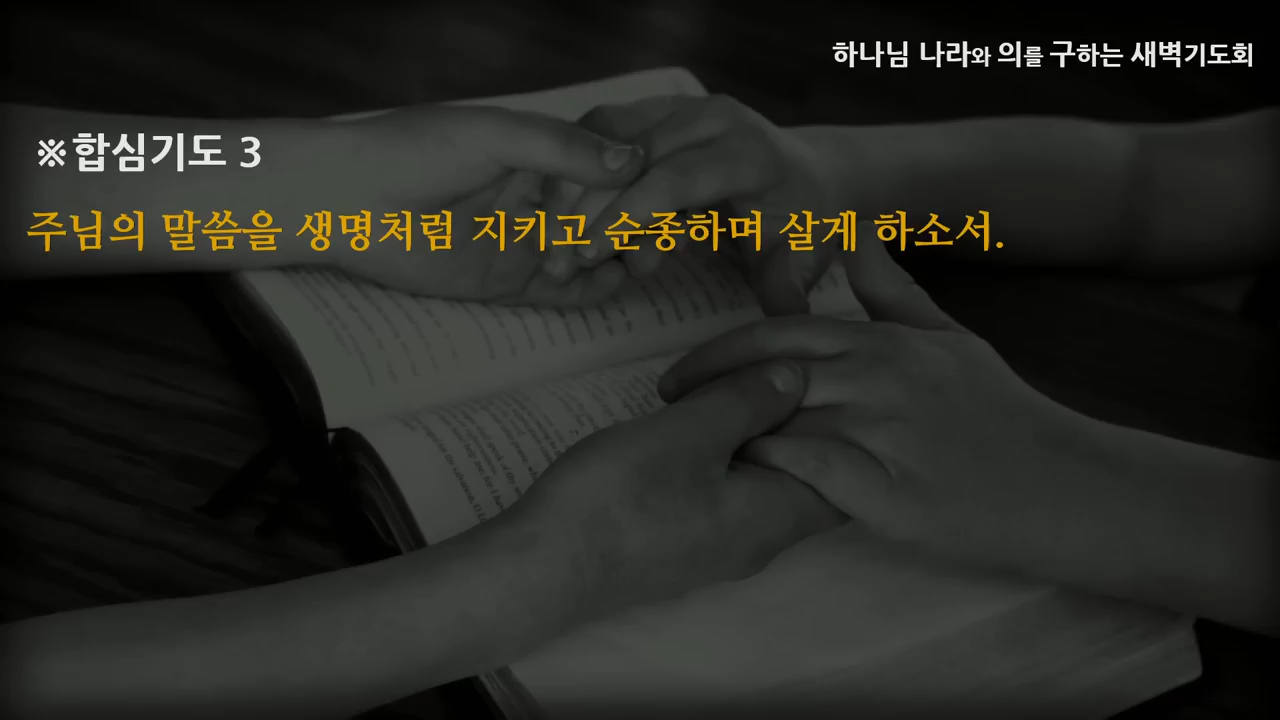 하나님 나라와 의를 구하는 새벽기도회
※합심기도 3
주님의 말씀을 생명처럼 지키고 순종하며 살게 하소서.